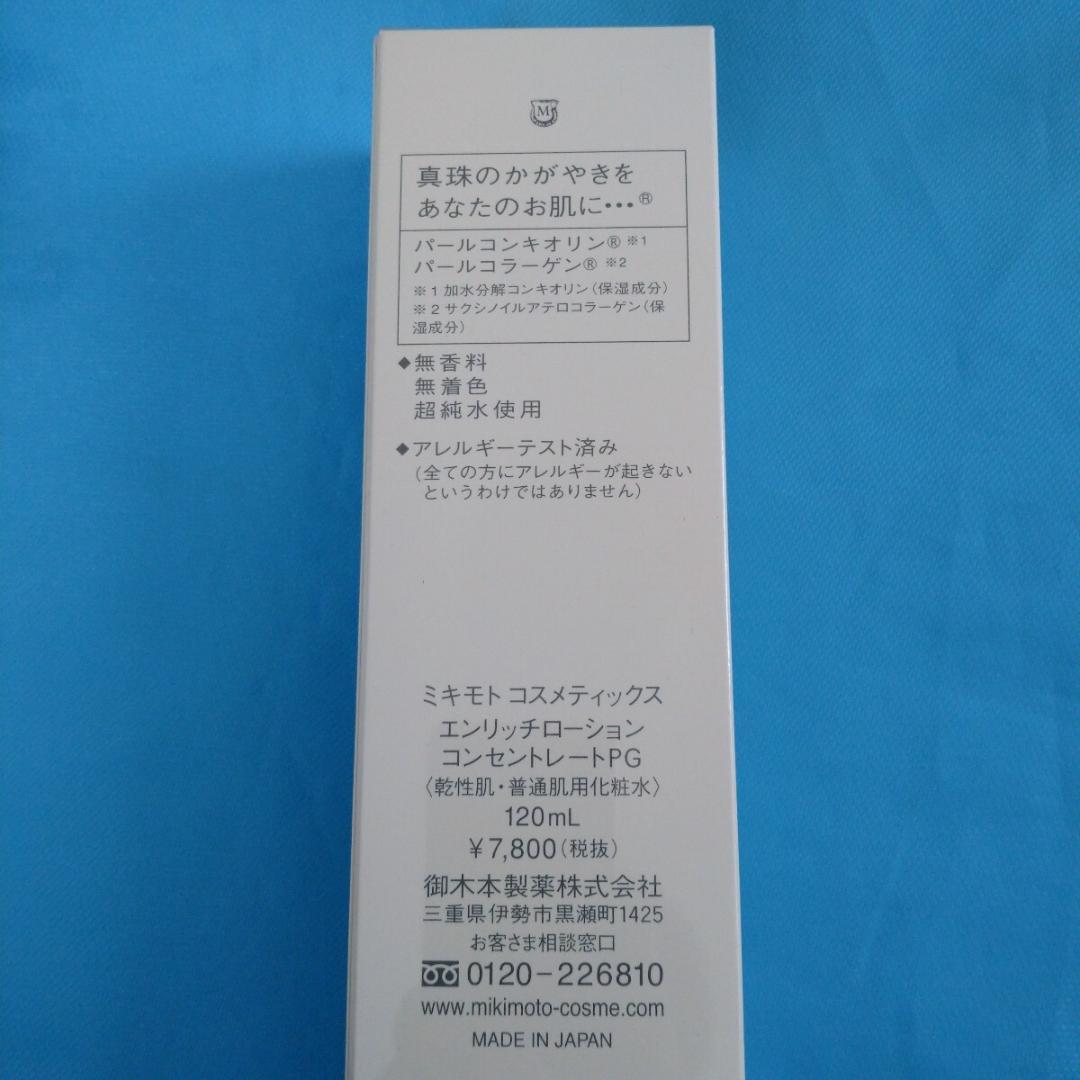 M
真珠のかがやきを
あなたのお肌に…®
パールコンキオリン® ※1
パールコラーゲン® ※2
※1 加水分解コンキオリン(保湿成分)
※2 サクシノイルアテロコラーゲン(保
湿成分)
◆無香料
無着色
超純水使用
◆アレルギーテスト済み
(全ての方にアレルギーが起きない
というわけではありません)
ミキモト コスメティックス
エンリッチローション
コンセントレートPG
〈乾性肌・普通肌用化粧水〉
120mL
¥7,800(税抜)
御木本製薬株式会社
三重県伊勢市黒瀬町1425
お客さま相談窓口
0120-226810
www.mikimoto-cosme.com
MADE IN JAPAN